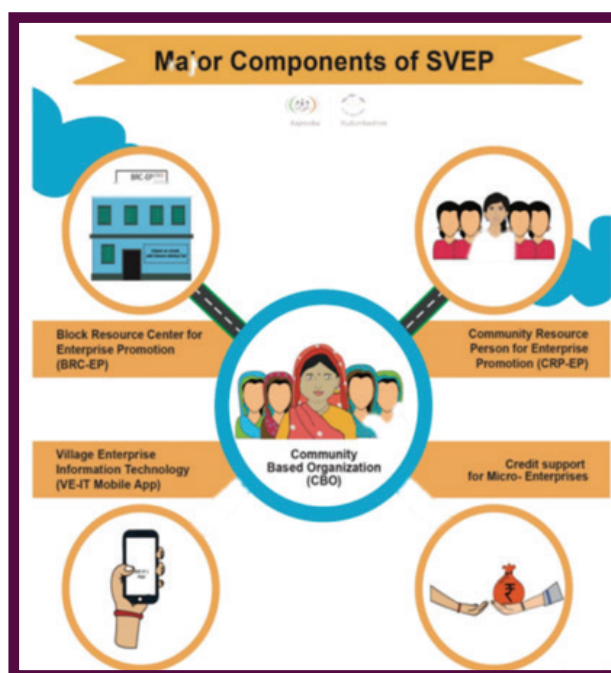 Major Components of SVEP
Aajeevika
Kudumbashree
BRC-EP
Block Resource Center for
Enterprise Promotion
(BRC-EP)
Community Resource
Person for Enterprise
Promotion (CRP-EP)
Community
Based Organization
(CBO)
Village Enterprise
Information Technology
(VE-IT Mobile App)
Credit support
for Micro- Enterprises
₹